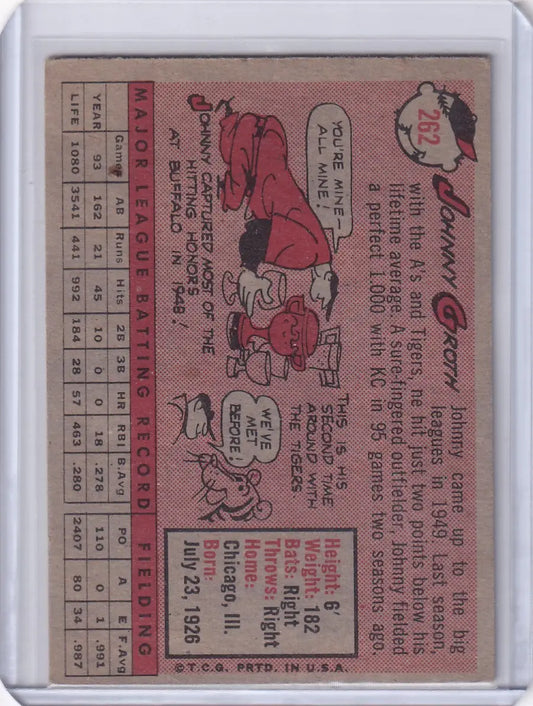 262
JOHNNY GROTH
Johnny came up to the big
leagues in 1949. Last season,
with the A's and Tigers, he hit just two points below his
lifetime average. A sure-fingered outfielder, Johnny fielded
a perfect 1.000 with KC in 95 games two seasons ago.
YOU'RE MINE—
ALL MINE!
JOHNNY CAPTURED MOST OF THE
HITTING HONORS
AT BUFFALO IN 1948!
THIS IS HIS
SECOND TIME
AROUND WITH
THE TIGERS
WE'VE
MET
BEFORE!
Height: 6'
Weight: 182
Bats: Right
Throws: Right
Home:
Chicago, Ill.
Born:
July 23, 1926
©T.C.G. PRTD. IN U.S.A.
MAJOR LEAGUE BATTING RECORD FIELDING
Games AB Runs Hits 2B 3B HR RBI B.Avg PO A E F.Avg
YEAR 93 162 21 45 10 0 0 18 .278 110 0 1 .991
LIFE 1080 3541 441 992 184 28 57 463 .280 2407 80 34 .987